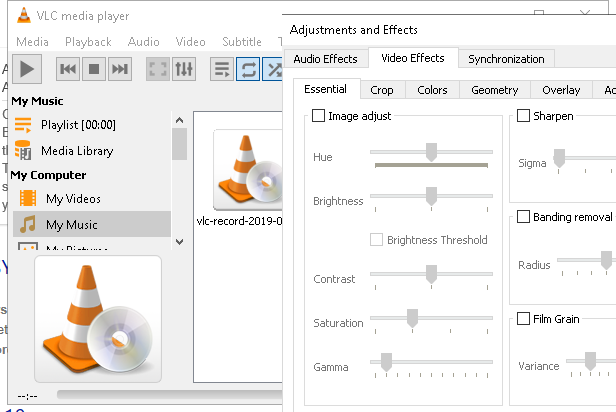 VLC media player
Media Playback Audio Video Subtitle
My Music
Playlist [00:00]
Media Library
My Computer
My Videos
My Music
My Pictures
vlc-record-2019-0
--:--
Adjustments and Effects
Audio Effects Video Effects Synchronization
Essential Crop Colors Geometry Overlay
Image adjust
Hue
Brightness
Brightness Threshold
Contrast
Saturation
Gamma
Sharpen
Sigma
Banding removal
Radius
Film Grain
Variance